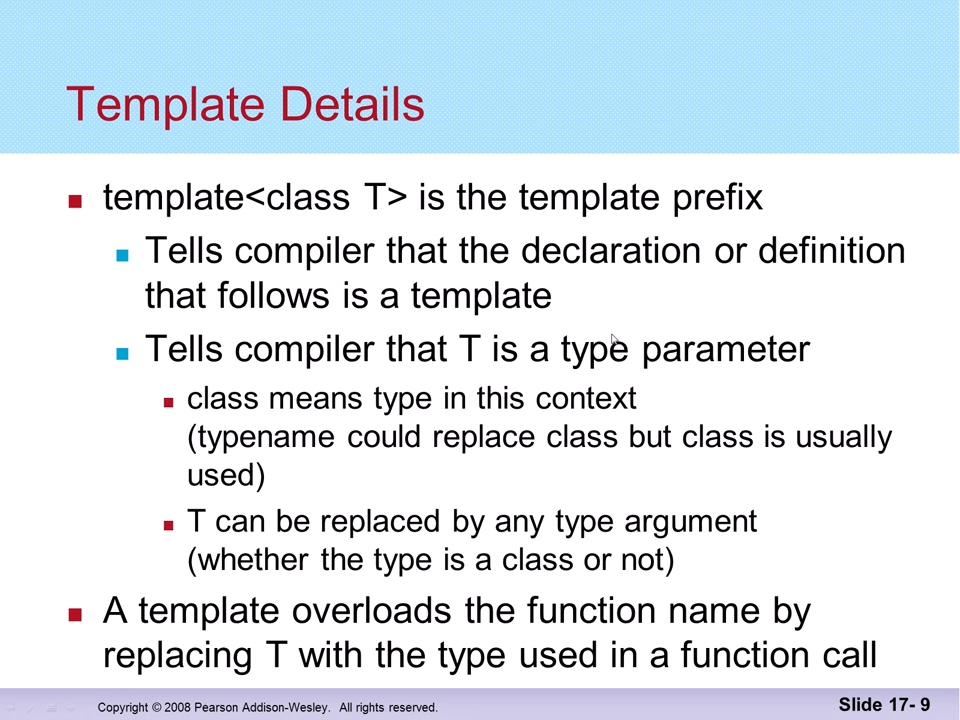 Template Details
template<class T> is the template prefix
Tells compiler that the declaration or definition
that follows is a template
Tells compiler that T is a type parameter
class means type in this context
(typename could replace class but class is usually
used)
T can be replaced by any type argument
(whether the type is a class or not)
A template overloads the function name by
replacing T with the type used in a function call
Copyright © 2008 Pearson Addison-Wesley. All rights reserved.
Slide 17- 9